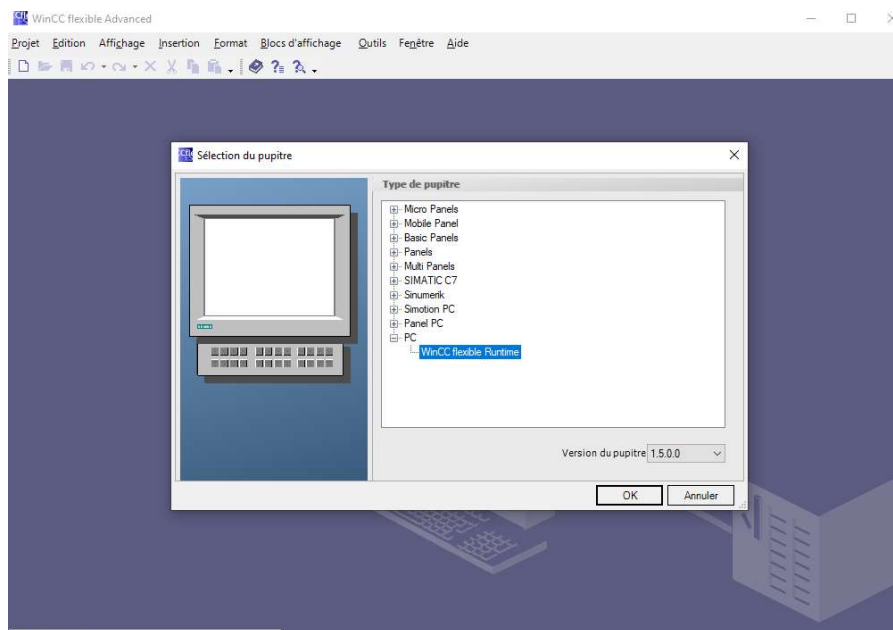 WinCC flexible Advanced
Projet Edition Affichage Insertion Format Blocs d'affichage Outils Fenêtre Aide
Sélection du pupitre
Type de pupitre
Micro Panels
Mobile Panel
Basic Panels
Panels
Multi Panels
SIMATIC C7
Sinumerik
Simotion PC
Panel PC
PC
WinCC flexible Runtime
Version du pupitre 1.5.0.0
OK Annuler